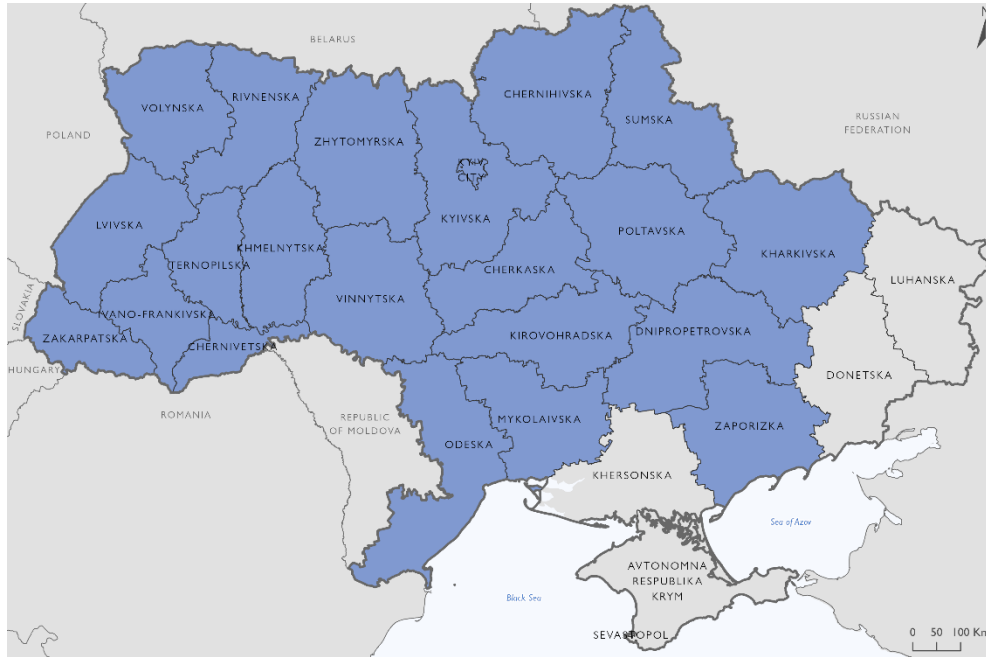 N
BELARUS
CHERNIHIVSKA
RIVNENSKA
VOLYNSKA
SUMSKA
RUSSIAN
FEDERATION
POLAND
ZHYTOMYRSKA
KYIV
CITY
LVIVSKA
KYIVSKA
POLTAVSKA
KHMELNYTSKA
KHARKIVSKA
TERNOPILSKA
CHERKASKA
LUHANSKA
SLOVAKIA
VINNYTSKA
IVANO-FRANKIVSKA
ZAKARPATSKA
CHERNIVETSKA
KIROVOHRADSKA
DNIPROPETROVSKA
HUNGARY
DONETSKA
ROMANIA
REPUBLIC
OF MOLDOVA
MYKOLAIVSKA
ZAPORIZKA
ODESKA
KHERSONSKA
Sea of Azov
AVTONOMNA
RESPUBLIKA
KRYM
Black Sea
SEVASTOPOL
0 50 100 Km